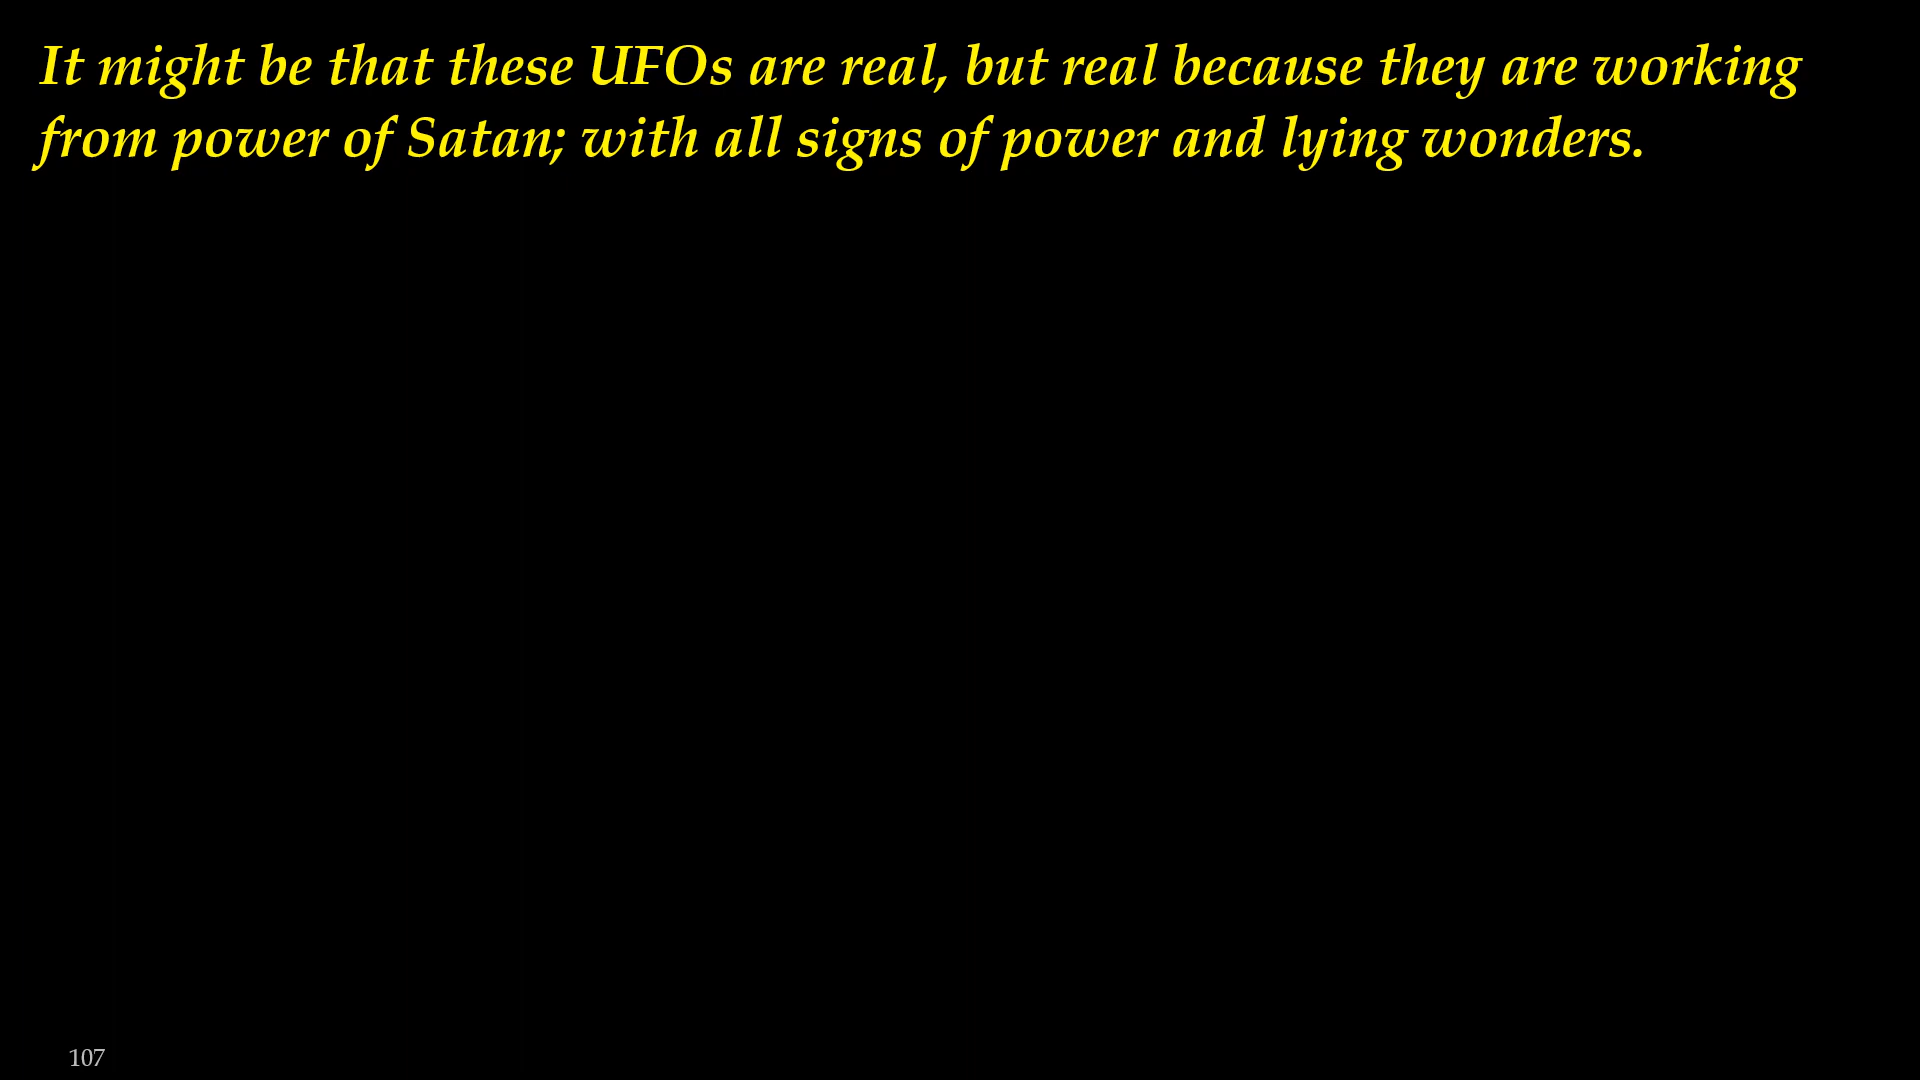 It might be that these UFOs are real, but real because they are working
from power of Satan; with all signs of power and lying wonders.
107